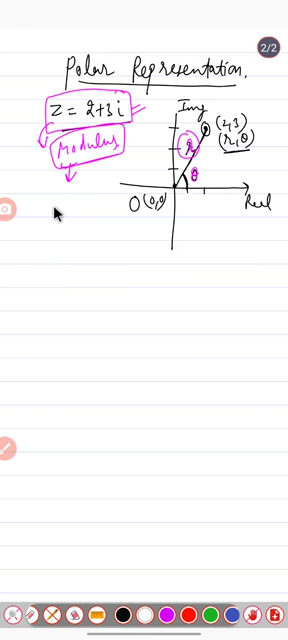 2/2
Polar Representation.
Z = 2+3i
Img
(2,3)
(r,θ)
Modulus
r
θ
O(0,0)
Real